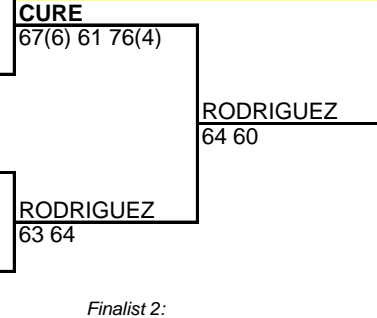 CURE
67(6) 61 76(4)
RODRIGUEZ
64 60
RODRIGUEZ
63 64
Finalist 2: